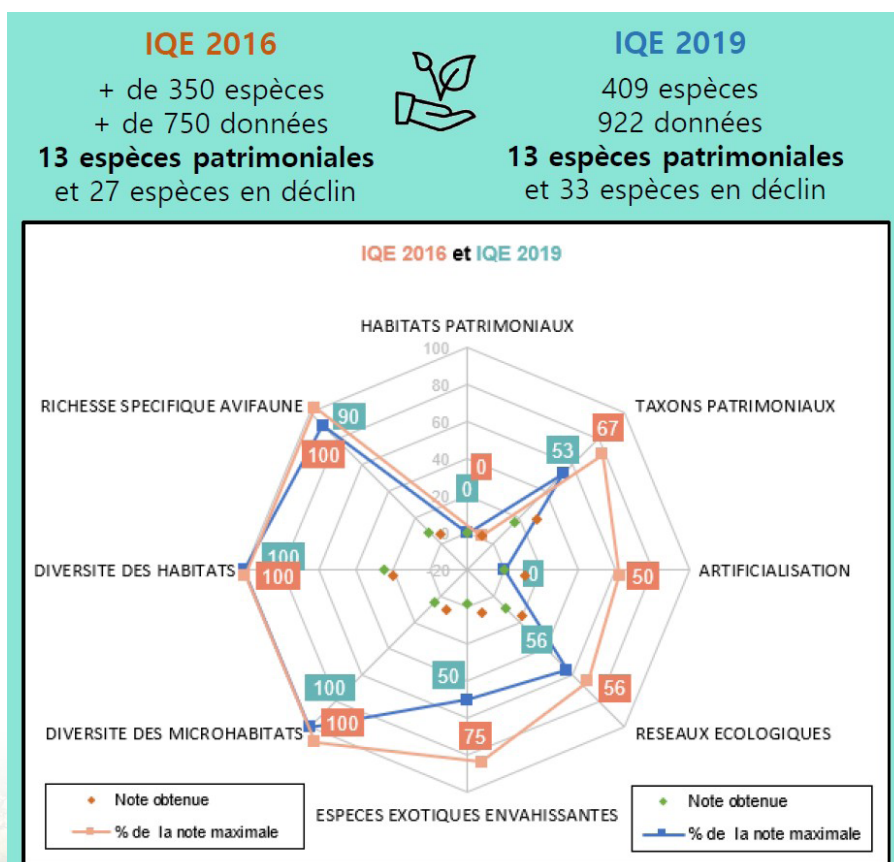 IQE 2016
+ de 350 espèces
+ de 750 données
13 espèces patrimoniales
et 27 espèces en déclin
IQE 2019
409 espèces
922 données
13 espèces patrimoniales
et 33 espèces en déclin
IQE 2016 et IQE 2019
HABITATS PATRIMONIAUX
100
80
60
40
20
0
-20
RICHESSE SPECIFIQUE AVIFAUNE
90
100
TAXONS PATRIMONIAUX
67
53
0
0
DIVERSITE DES HABITATS
100
100
ARTIFICIALISATION
0
50
DIVERSITE DES MICROHABITATS
100
100
RESEAUX ECOLOGIQUES
56
56
50
75
ESPECES EXOTIQUES ENVAHISSANTES
Note obtenue
% de la note maximale
Note obtenue
% de la note maximale